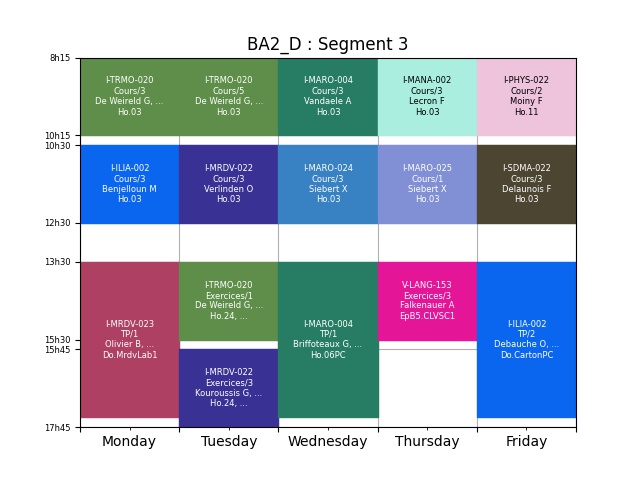 BA2_D : Segment 3
8h15
I-TRMO-020
Cours/3
De Weireld G, ...
Ho.03
I-TRMO-020
Cours/5
De Weireld G, ...
Ho.03
I-MARO-004
Cours/3
Vandaele A
Ho.03
I-MANA-002
Cours/3
Lecron F
Ho.03
I-PHYS-022
Cours/2
Moiny F
Ho.11
10h15
10h30
I-ILIA-002
Cours/3
Benjelloun M
Ho.03
I-MRDV-022
Cours/3
Verlinden O
Ho.03
I-MARO-024
Cours/3
Siebert X
Ho.03
I-MARO-025
Cours/1
Siebert X
Ho.03
I-SDMA-022
Cours/3
Delaunois F
Ho.03
12h30
13h30
I-MRDV-023
TP/1
Olivier B, ...
Do.MrdvLab1
I-TRMO-020
Exercices/1
De Weireld G, ...
Ho.24, ...
I-MRDV-022
Exercices/3
Kouroussis G, ...
Ho.24, ...
I-MARO-004
TP/1
Briffoteaux G, ...
Ho.06PC
V-LANG-153
Exercices/3
Falkenauer A
EpB5.CLVSC1
I-ILIA-002
TP/2
Debauche O, ...
Do.CartonPC
15h30
15h45
17h45
Monday
Tuesday
Wednesday
Thursday
Friday